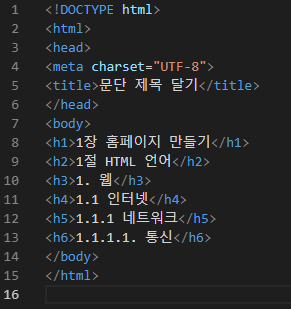 1 <!DOCTYPE html>
2 <html>
3 <head>
4 <meta charset="UTF-8">
5 <title>문단 제목 달기</title>
6 </head>
7 <body>
8 <h1>1장 홈페이지 만들기</h1>
9 <h2>1절 HTML 언어</h2>
10 <h3>1. 웹</h3>
11 <h4>1.1 인터넷</h4>
12 <h5>1.1.1 네트워크</h5>
13 <h6>1.1.1.1. 통신</h6>
14 </body>
15 </html>
16